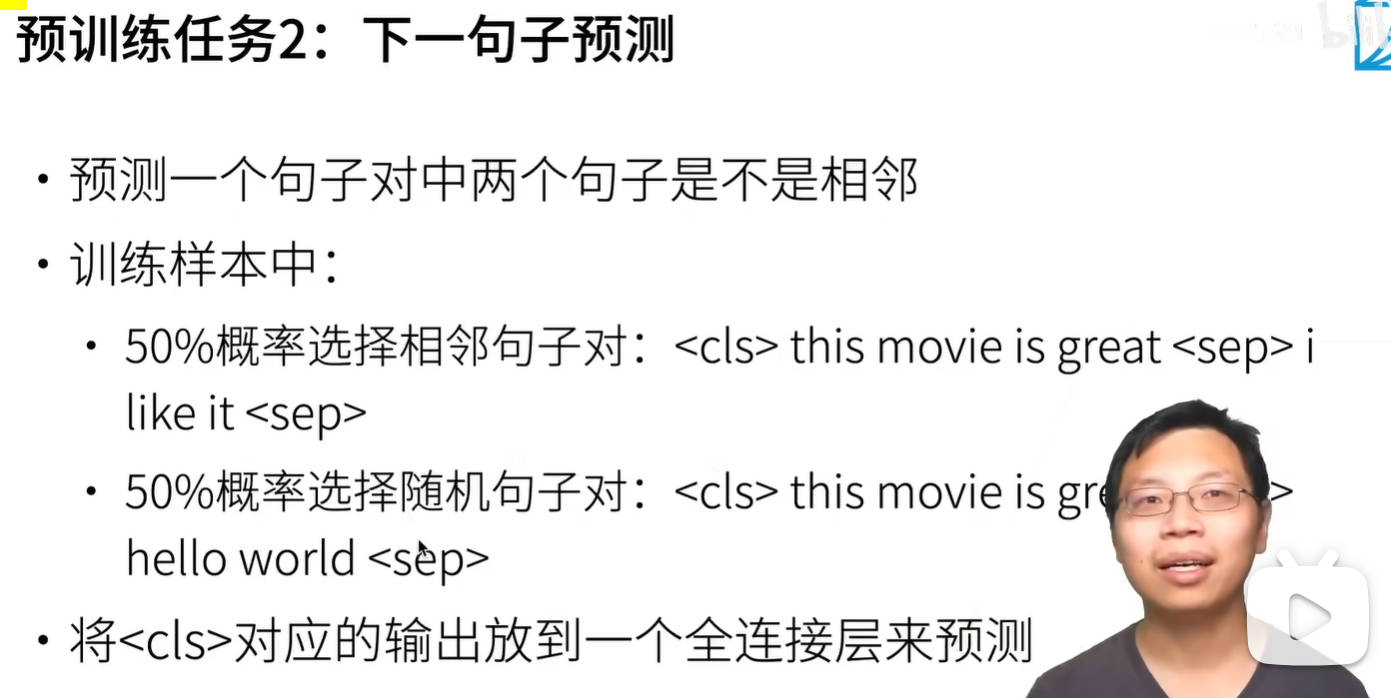 预训练任务2：下一句子预测
• 预测一个句子对中两个句子是不是相邻
• 训练样本中：
• 50%概率选择相邻句子对：<cls> this movie is great <sep> i
like it <sep>
• 50%概率选择随机句子对：<cls> this movie is gre >
hello world <sep>
• 将<cls>对应的输出放到一个全连接层来预测